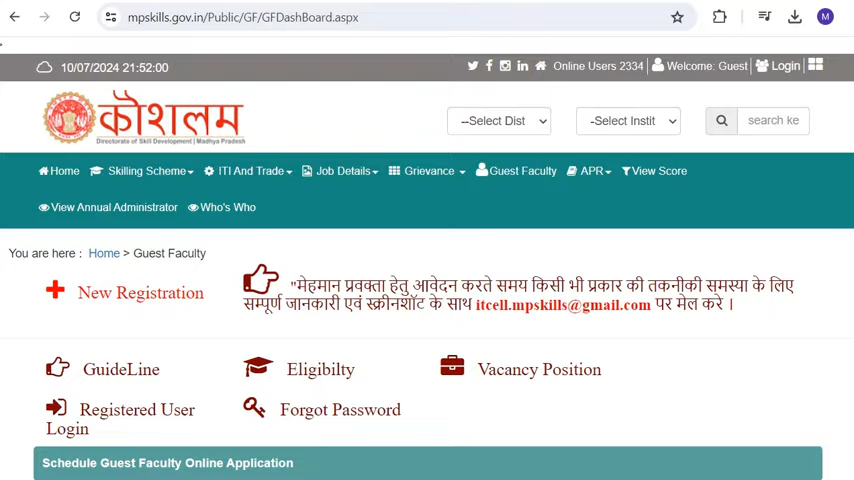 mpskills.gov.in/Public/GF/GFDashBoard.aspx
M
10/07/2024 21:52:00
Online Users 2334 Welcome: Guest Login
कौशलम
Directorate of Skill Development | Madhya Pradesh
--Select Dist
-Select Instit
search ke
Home Skilling Scheme ITI And Trade Job Details Grievance Guest Faculty APR View Score
View Annual Administrator Who's Who
You are here : Home > Guest Faculty
New Registration
"मेहमान प्रवक्ता हेतु आवेदन करते समय किसी भी प्रकार की तकनीकी समस्या के लिए
सम्पूर्ण जानकारी एवं स्क्रीनशॉट के साथ itcell.mpskills@gmail.com पर मेल करे ।
GuideLine
Eligibilty
Vacancy Position
Registered User
Login
Forgot Password
Schedule Guest Faculty Online Application